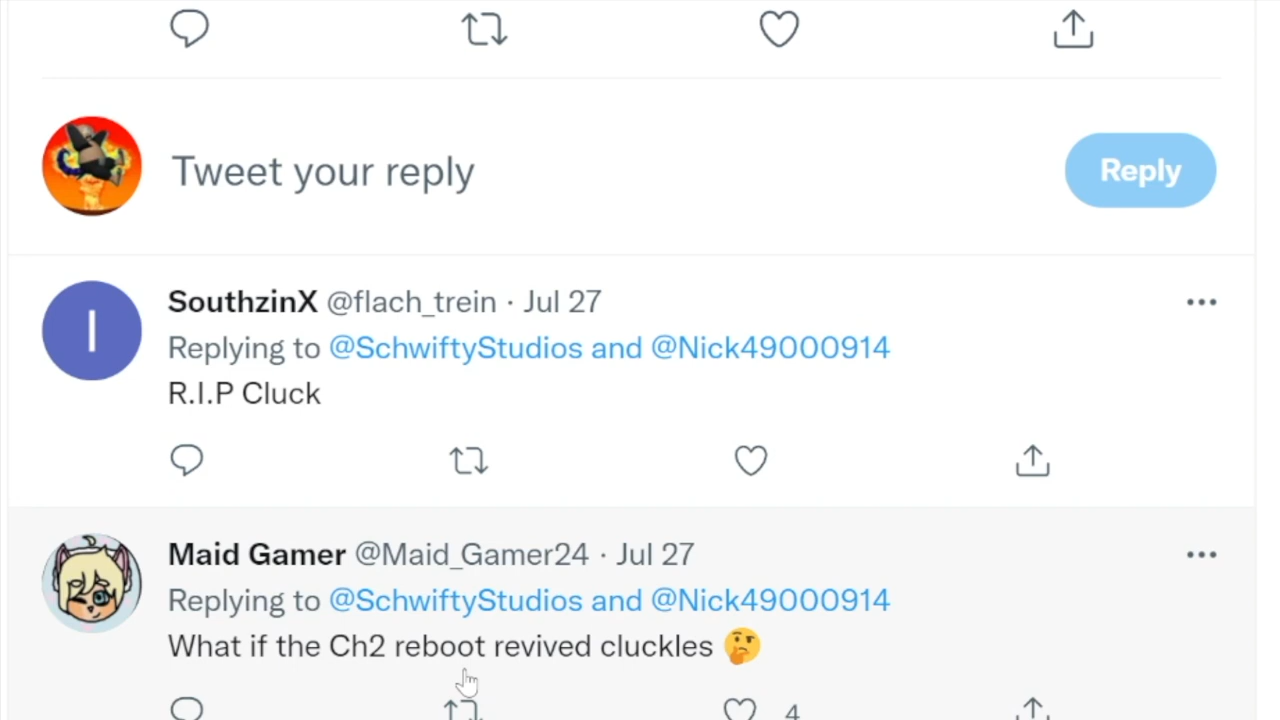 Tweet your reply
Reply
I
SouthzinX @flach_trein · Jul 27
Replying to @SchwiftyStudios and @Nick49000914
R.I.P Cluck
Maid Gamer @Maid_Gamer24 · Jul 27
Replying to @SchwiftyStudios and @Nick49000914
What if the Ch2 reboot revived cluckles 🤔
4